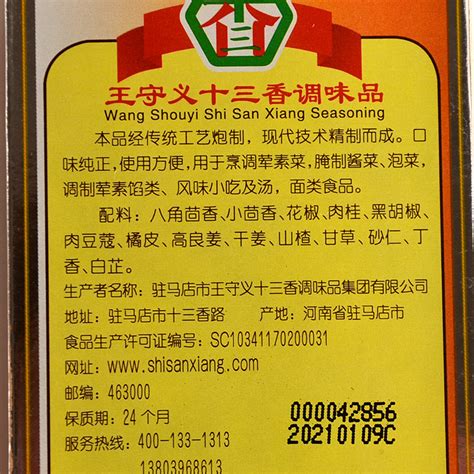 王守义十三香调味品
Wang Shouyi Shi San Xiang Seasoning
本品经传统工艺炮制，现代技术精制而成。口
味纯正，使用方便，用于烹调荤素菜，腌制酱菜、泡菜，
调制荤素馅类、风味小吃及汤，面类食品。
配料：八角茴香、小茴香、花椒、肉桂、黑胡椒、
肉豆蔻、橘皮、高良姜、干姜、山楂、甘草、砂仁、丁
香、白芷。
生产者名称：驻马店市王守义十三香调味品集团有限公司
地址：驻马店市十三香路 产地：河南省驻马店市
食品生产许可证编号：SC10341170200031
网址：www.shisanxiang.com
邮编：463000
保质期：24个月
服务热线：400-133-1313
13803968613
000042856
20210109C